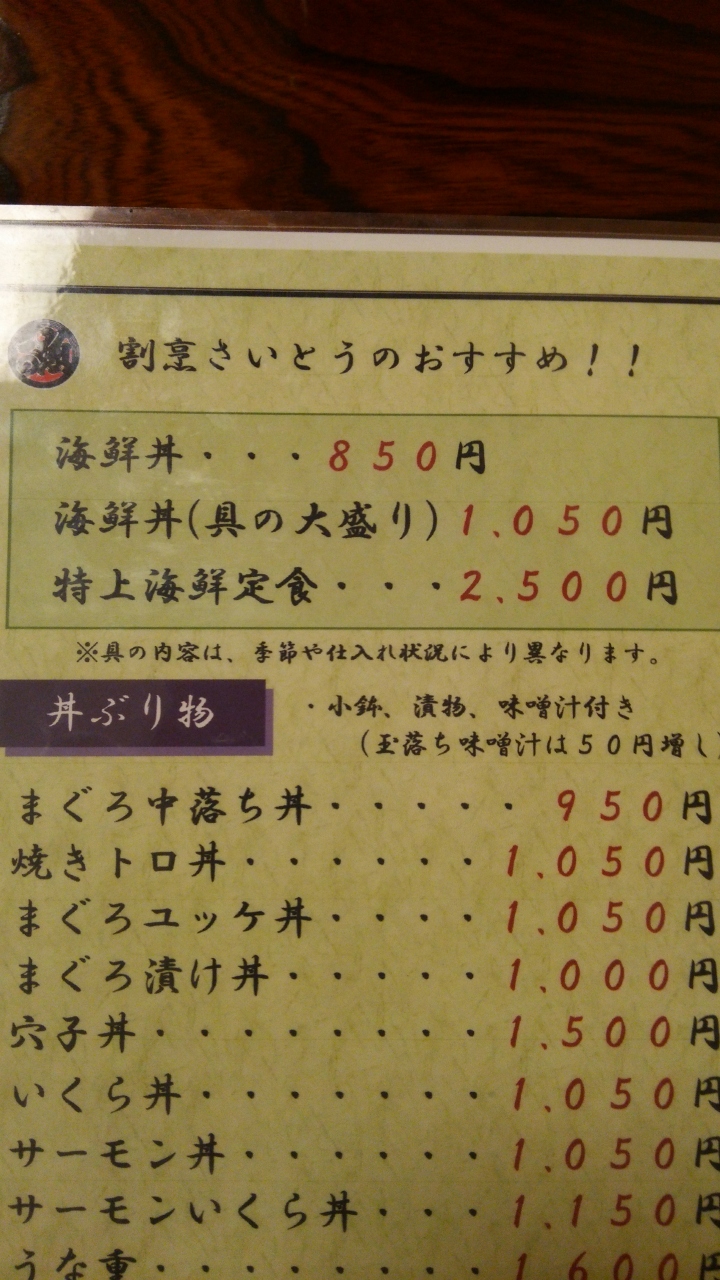 割烹さいとうのおすすめ！！
海鮮丼・・・850円
海鮮丼(具の大盛り)1,050円
特上海鮮定食・・・2,500円
※具の内容は、季節や仕入れ状況により異なります。
丼ぶり物
・小鉢、漬物、味噌汁付き
(玉落ち味噌汁は50円増し)
まぐろ中落ち丼・・・・・950円
焼きトロ丼・・・・・・1,050円
まぐろユッケ丼・・・・1,050円
まぐろ漬け丼・・・・・1,000円
穴子丼・・・・・・・・1,500円
いくら丼・・・・・・・1,050円
サーモン丼・・・・・・1,050円
サーモンいくら丼・・・1,150円
うな重・・・・・・・・1,600円